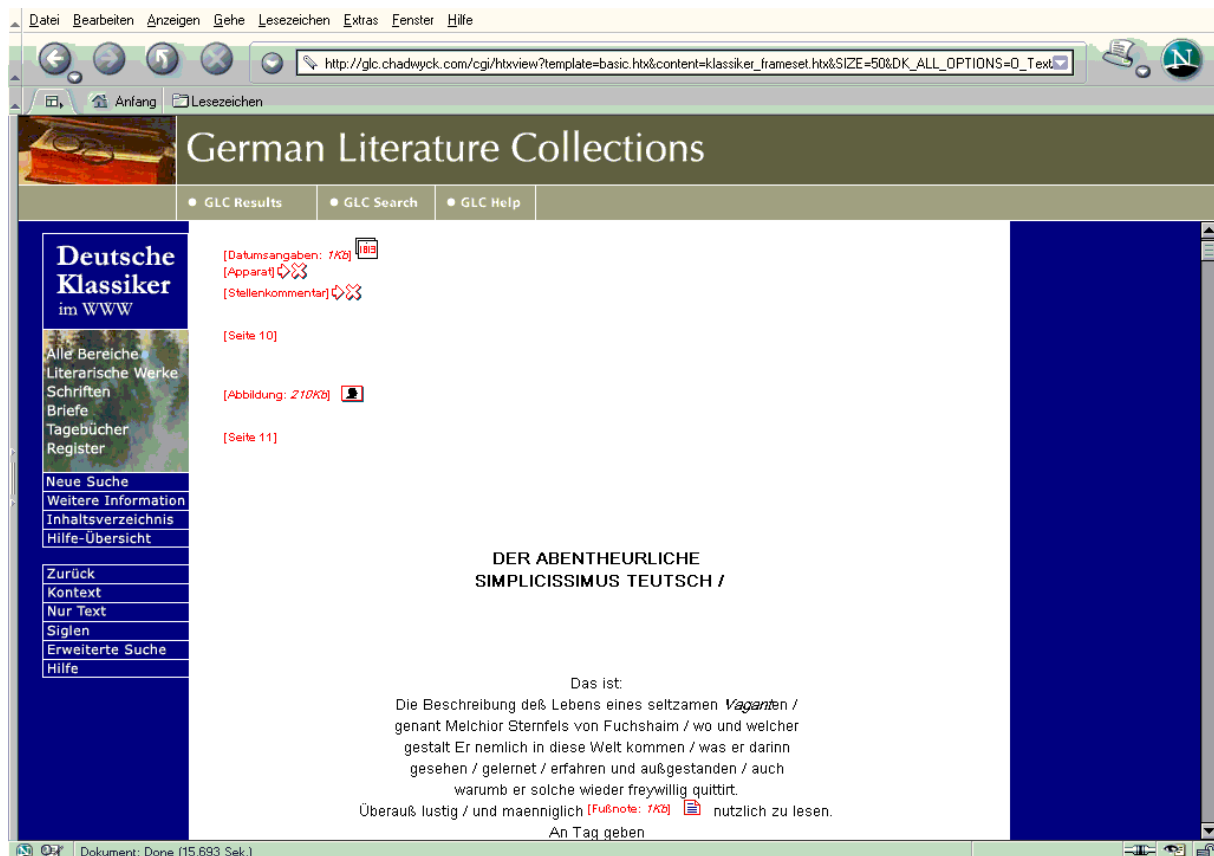 Datei Bearbeiten Anzeigen Gehe Lesezeichen Extras Fenster Hilfe
http://glc.chadwyck.com/cgi/htxview?template=basic.htx&content=klassiker_frameset.htx&SIZE=50&DK_ALL_OPTIONS=0_Text
N
Anfang Lesezeichen
German Literature Collections
GLC Results GLC Search GLC Help
Deutsche
Klassiker
im WWW
Alle Bereiche
Literarische Werke
Schriften
Briefe
Tagebücher
Register
Neue Suche
Weitere Information
Inhaltsverzeichnis
Hilfe-Übersicht
Zurück
Kontext
Nur Text
Siglen
Erweiterte Suche
Hilfe
[Datumsangaben: 1Kb] 1813
[Apparat]
[Stellenkommentar]
[Seite 10]
[Abbildung: 210Kb]
[Seite 11]
DER ABENTHEURLICHE
SIMPLICISSIMUS TEUTSCH /
Das ist:
Die Beschreibung deß Lebens eines seltzamen Vaganten /
genant Melchior Sternfels von Fuchshaim / wo und welcher
gestalt Er nemlich in diese Welt kommen / was er darinn
gesehen / gelernet / erfahren und außgestanden / auch
warumb er solche wieder freywillig quittirt.
Überauß lustig / und maenniglich [Fußnote: 1Kb] nutzlich zu lesen.
An Tag geben
Dokument: Done (15.693 Sek.)